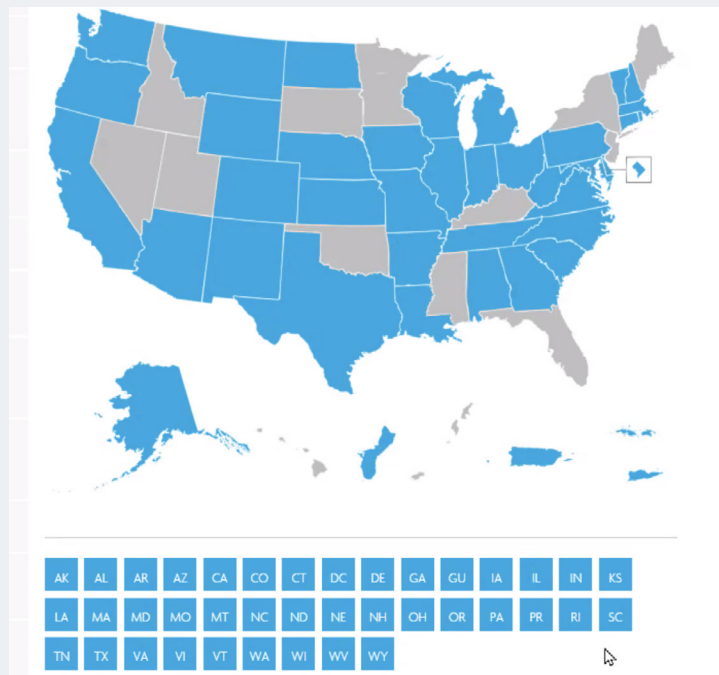 AK AL AR AZ CA CO CT DC DE GA GU IA IL IN KS
LA MA MD MO MT NC ND NE NH OH OR PA PR RI SC
TN TX VA VI VT WA WI WV WY